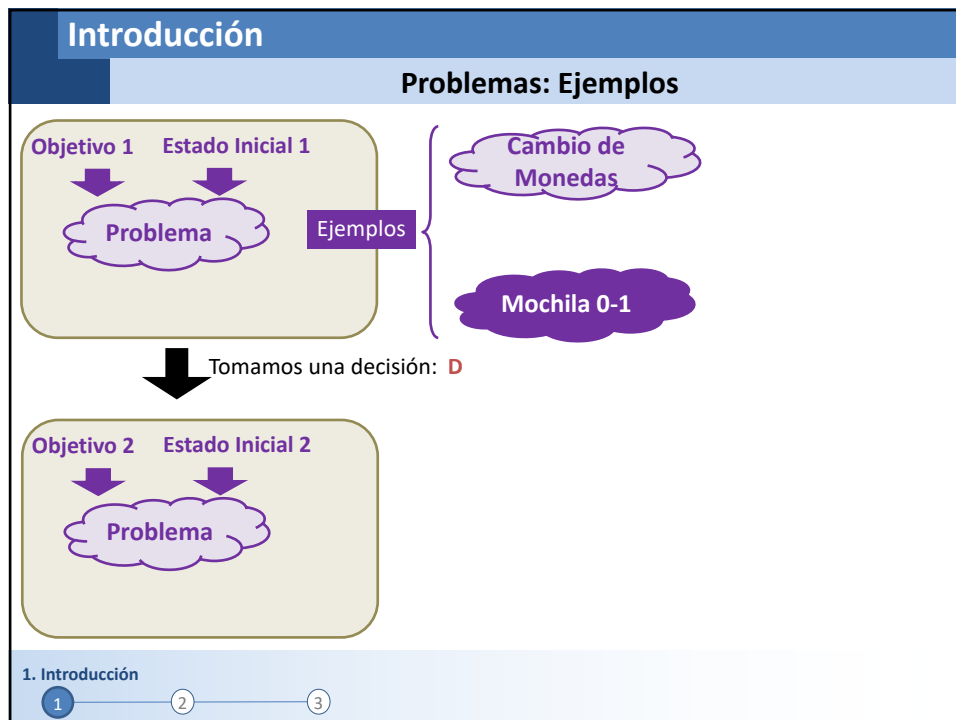 Introducción
Problemas: Ejemplos
Objetivo 1 Estado Inicial 1
Problema
Ejemplos
Cambio de
Monedas
Mochila 0-1
Tomamos una decisión: D
Objetivo 2 Estado Inicial 2
Problema
1. Introducción
1 2 3